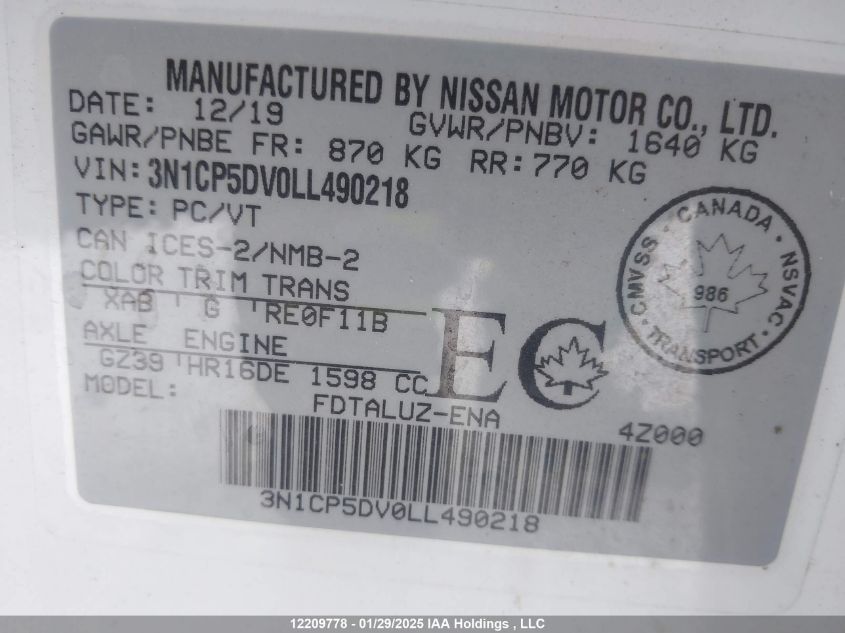 MANUFACTURED BY NISSAN MOTOR CO., LTD.
DATE: 12/19 GVWR/PNBV: 1640 KG
GAWR/PNBE FR: 870 KG RR: 770 KG
VIN: 3N1CP5DV0LL490218
TYPE: PC/VT
CAN ICES-2/NMB-2
COLOR TRIM TRANS
XAB G RE0F11B
AXLE ENGINE
GZ39 HR16DE 1598 CC
MODEL:
FDTALUZ-ENA 4Z000
EC
CANADA
CMVSS NSVAC
986
TRANSPORT
3N1CP5DV0LL490218
12209778 - 01/29/2025 IAA Holdings , LLC